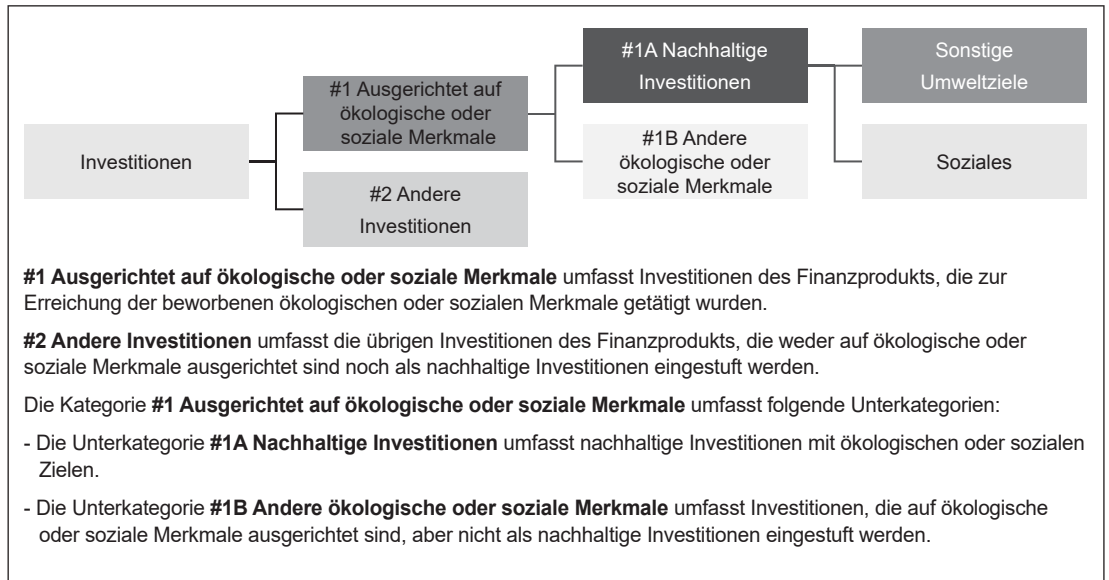 Investitionen
#1 Ausgerichtet auf
ökologische oder
soziale Merkmale
#2 Andere
Investitionen
#1A Nachhaltige
Investitionen
#1B Andere
ökologische oder
soziale Merkmale
Sonstige
Umweltziele
Soziales
#1 Ausgerichtet auf ökologische oder soziale Merkmale umfasst Investitionen des Finanzprodukts, die zur
Erreichung der beworbenen ökologischen oder sozialen Merkmale getätigt wurden.
#2 Andere Investitionen umfasst die übrigen Investitionen des Finanzprodukts, die weder auf ökologische oder
soziale Merkmale ausgerichtet sind noch als nachhaltige Investitionen eingestuft werden.
Die Kategorie #1 Ausgerichtet auf ökologische oder soziale Merkmale umfasst folgende Unterkategorien:
- Die Unterkategorie #1A Nachhaltige Investitionen umfasst nachhaltige Investitionen mit ökologischen oder sozialen
Zielen.
- Die Unterkategorie #1B Andere ökologische oder soziale Merkmale umfasst Investitionen, die auf ökologische
oder soziale Merkmale ausgerichtet sind, aber nicht als nachhaltige Investitionen eingestuft werden.